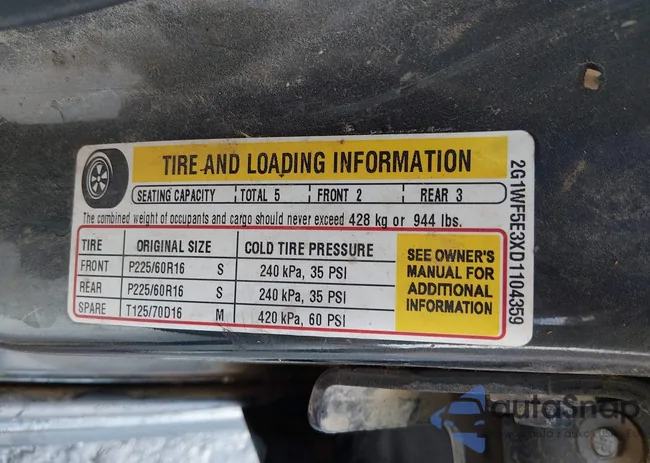 TIRE AND LOADING INFORMATION
SEATING CAPACITY TOTAL 5 FRONT 2 REAR 3
The combined weight of occupants and cargo should never exceed 428 kg or 944 lbs.
TIRE ORIGINAL SIZE COLD TIRE PRESSURE
FRONT P225/60R16 S 240 kPa, 35 PSI
REAR P225/60R16 S 240 kPa, 35 PSI
SPARE T125/70D16 M 420 kPa, 60 PSI
SEE OWNER'S
MANUAL FOR
ADDITIONAL
INFORMATION
2G1WF5E3XD1104359
autaSnap